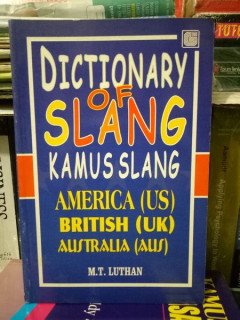 DICTIONARY
OF
SLANG
KAMUS SLANG
AMERICA (US)
BRITISH (UK)
AUSTRALIA (AUS)
M.T. LUTHAN